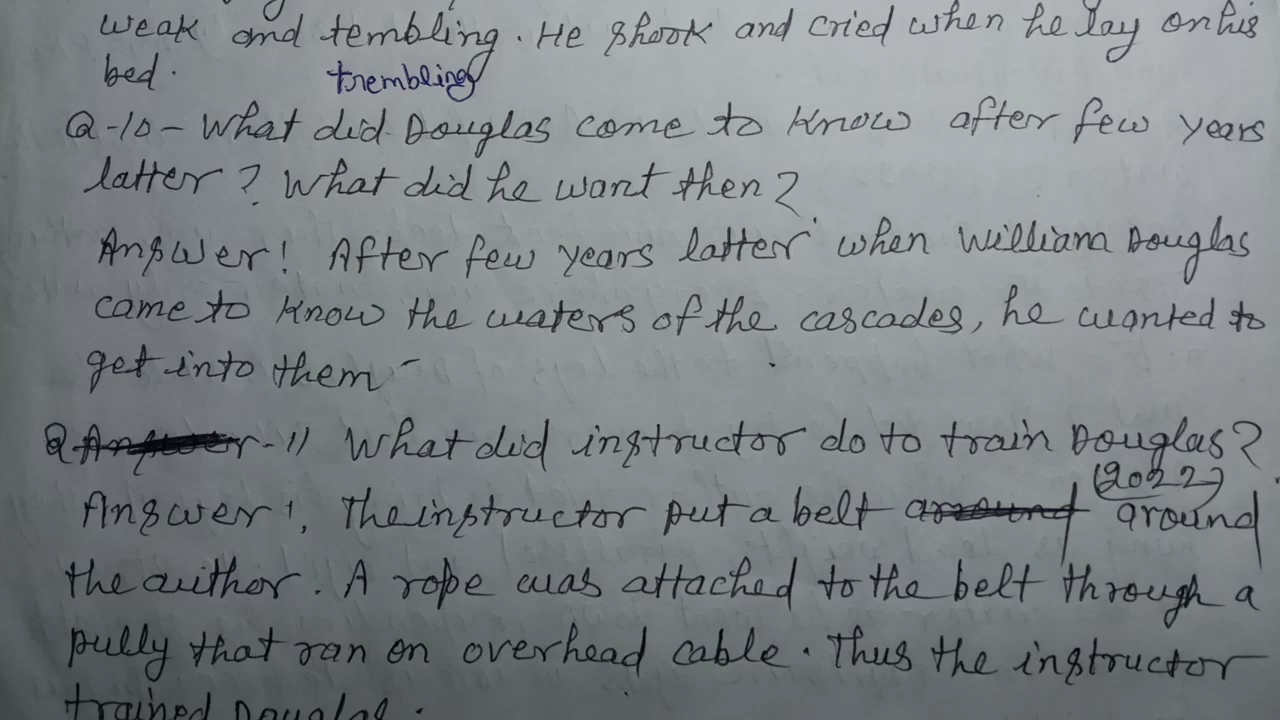 weak and tembling. He shook and cried when he lay on his
bed. trembling
Q-10- What did Douglas come to know after few years
latter? What did he want then?
Answer! After few years latter when William Douglas
came to know the waters of the cascades, he wanted to
get into them-
Q-11 What did instructor do to train Douglas?
(2022)
Answer!, The instructor put a belt around around
the author. A rope was attached to the belt through a
pully that ran on overhead cable. Thus the instructor
trained Douglas.